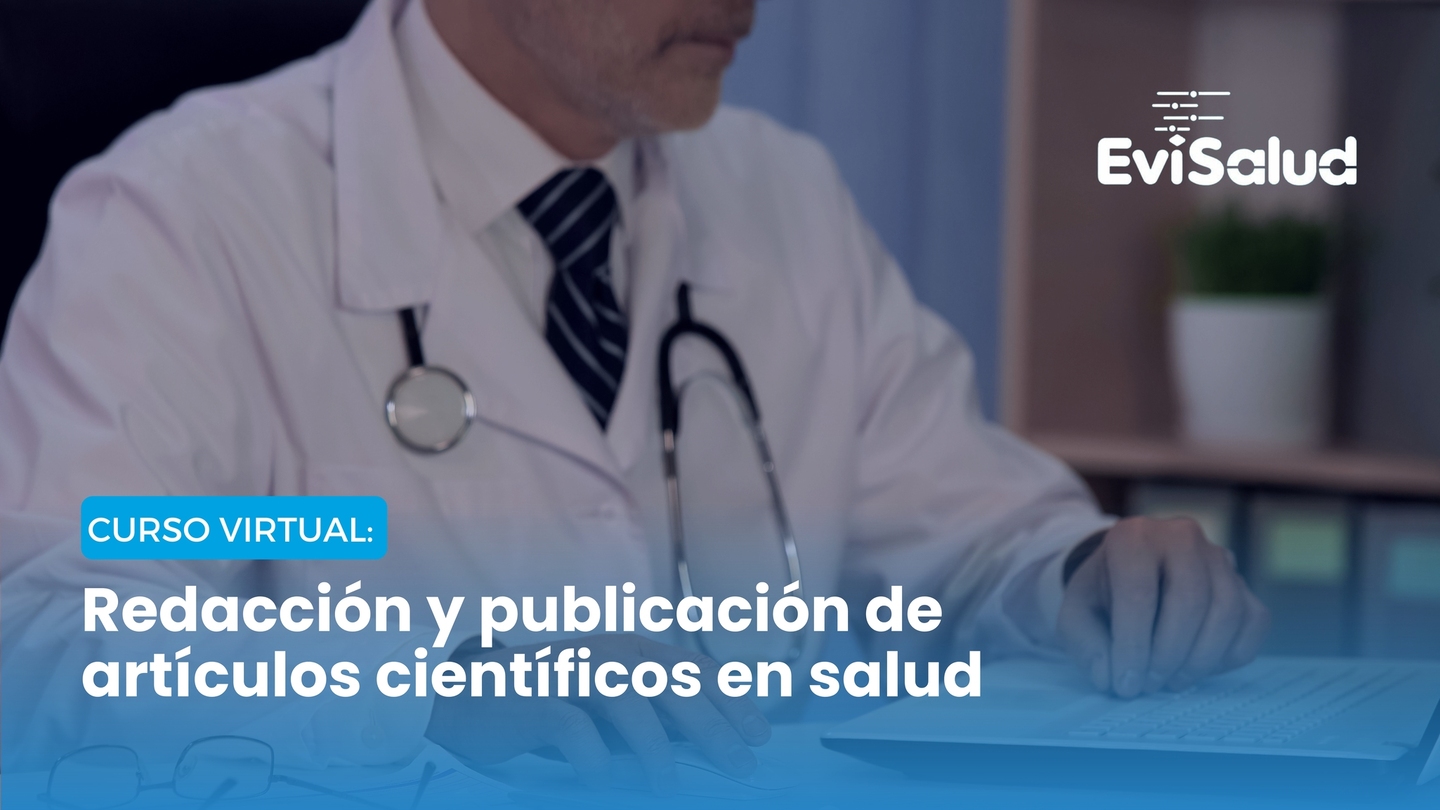 EviSalud
CURSO VIRTUAL:
Redacción y publicación de
artículos científicos en salud